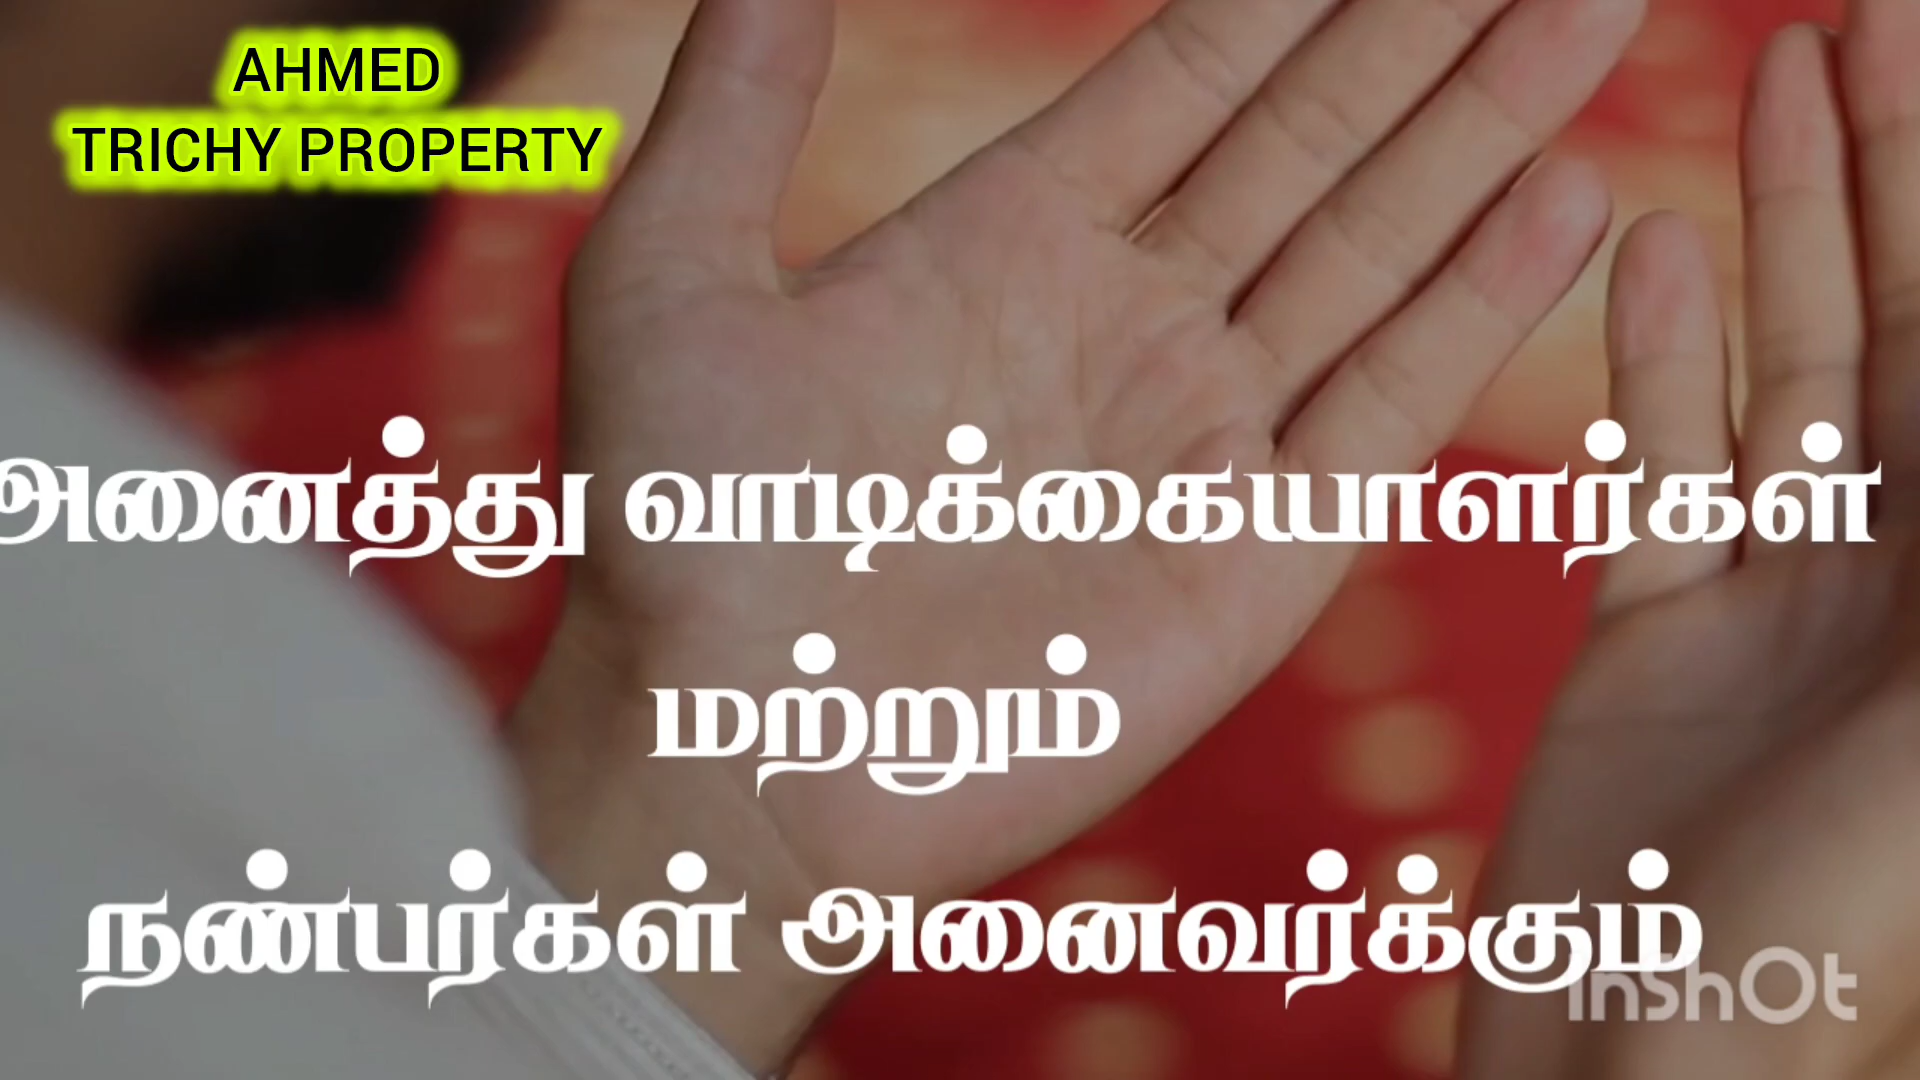 AHMED
TRICHY PROPERTY
அனைத்து வாடிக்கையாளர்கள்
மற்றும்
நண்பர்கள் அனைவர்க்கும்
InShOt